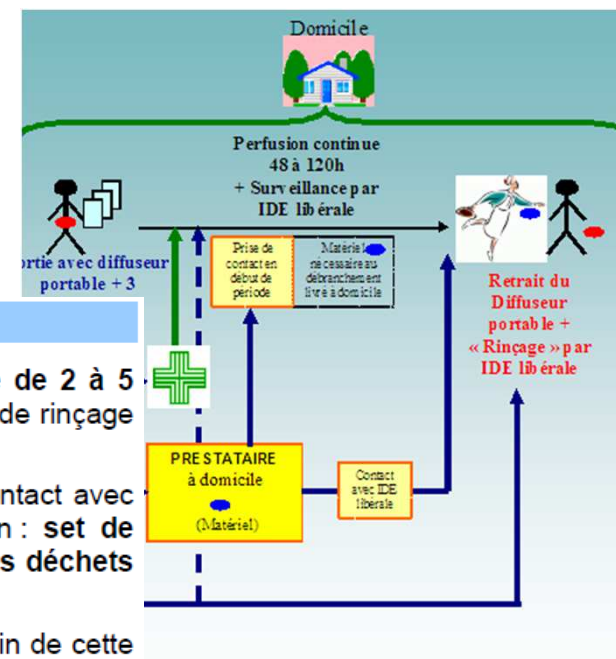 Domicile
Perfusion continue
48 à 120h
+ Surveillance par
IDE libérale
ortie avec diffuseur
portable + 3
Prise de
contact en
début de
période
Matériel
nécessaire au
débranchement
livré à domicile
Retrait du
Diffuseur
portable +
« Rinçage » par
IDE libérale
de 2 à 5
de rinçage
PRESTATAIRE
à domicile
(Matériel)
Contact
avec IDE
libérale
ntact avec
n : set de
s déchets
in de cette